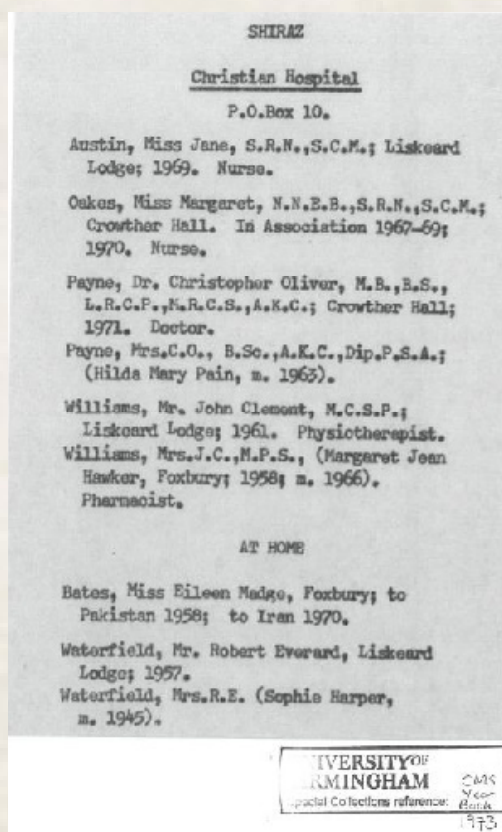 SHIRAZ
Christian Hospital
P.O.Box 10.
Austin, Miss Jane, S.R.N.,S.C.M.; Liskeard
Lodge; 1969. Nurse.
Oakes, Miss Margaret, N.N.E.B.,S.R.N.,S.C.M.;
Crowther Hall. In Association 1967-69;
1970. Nurse.
Payne, Dr. Christopher Oliver, M.B.,B.S.,
L.R.C.P.,M.R.C.S.,A.K.C.; Crowther Hall;
1971. Doctor.
Payne, Mrs.C.O., B.Sc.,A.K.C.,Dip.P.S.A.;
(Hilda Mary Pain, m. 1963).
Williams, Mr. John Clement, M.C.S.P.;
Liskeard Lodge; 1961. Physiotherapist.
Williams, Mrs.J.C.,M.P.S., (Margaret Jean
Hawker, Foxbury; 1958; m. 1966).
Pharmacist.
AT HOME
Bates, Miss Eileen Madge, Foxbury; to
Pakistan 1958; to Iran 1970.
Waterfield, Mr. Robert Everard, Liskeard
Lodge; 1957.
Waterfield, Mrs.R.E. (Sophie Harper,
m. 1945).
IVERSITY OF
RMINGHAM
pecial Collections reference:
CMS
Year
Book
1973